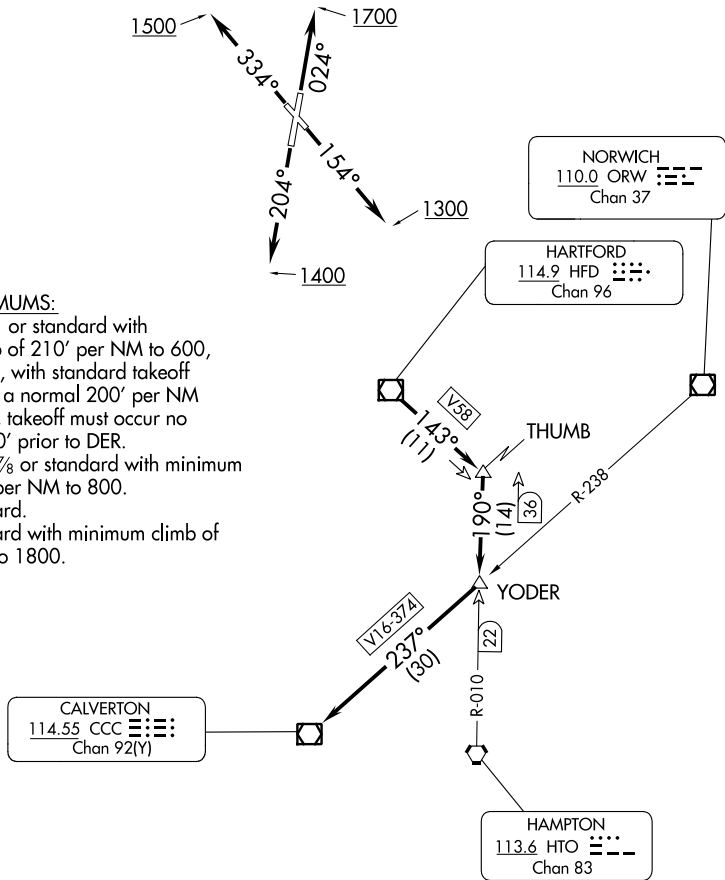 1500
1700
334°
024°
154°
204°
1300
1400
NORWICH
110.0 ORW
Chan 37
HARTFORD
114.9 HFD
Chan 96
MUMS:
or standard with
of 210' per NM to 600,
, with standard takeoff
a normal 200' per NM
takeoff must occur no
0' prior to DER.
⅞ or standard with minimum
per NM to 800.
ard.
ard with minimum climb of
o 1800.
V58
143°
(11)
THUMB
190°
(14)
36
R-238
YODER
V16-374
237°
(30)
22
R-010
CALVERTON
114.55 CCC
Chan 92(Y)
HAMPTON
113.6 HTO
Chan 83